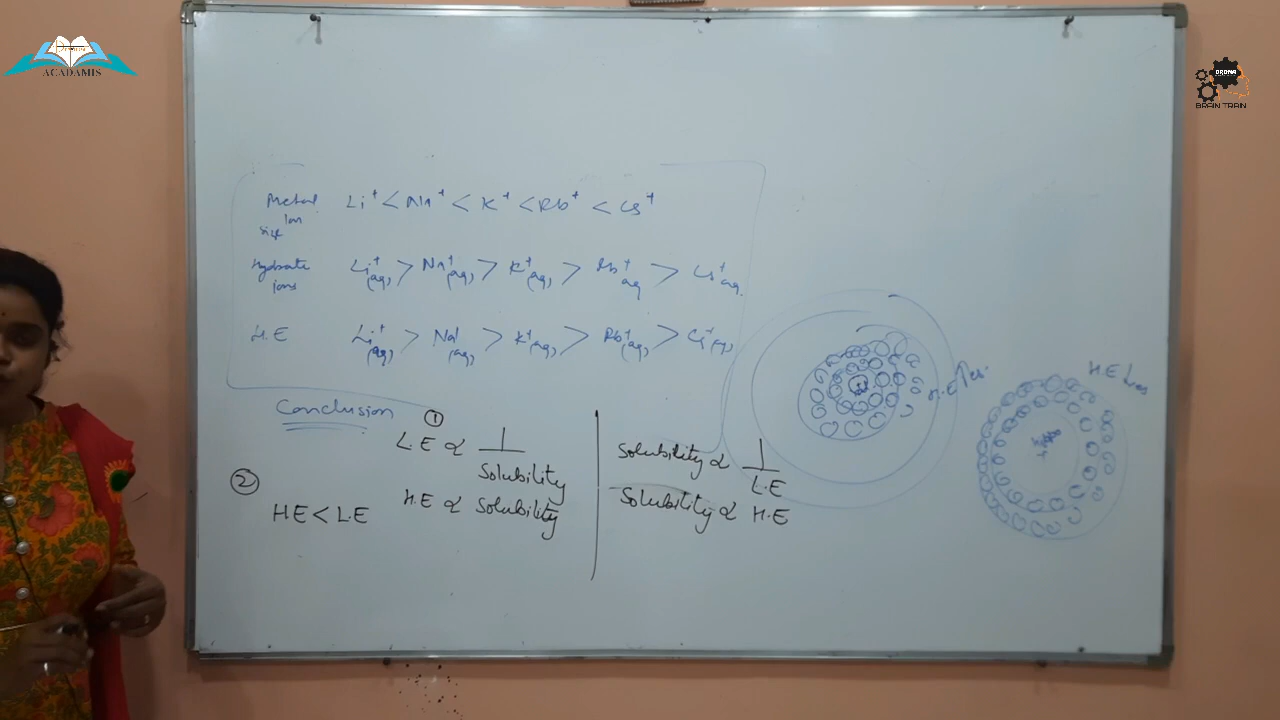 ACADAMIS
DRONA
BRAIN TRAIN
Metal Li⁺ < Na⁺ < K⁺ < Rb⁺ < Cs⁺
Ion
size
Hydrate Li⁺(aq) > Na⁺(aq) > K⁺(aq) > Rb⁺aq > Cs⁺aq.
ions
H.E Li⁺(aq) > Na⁺(aq) > K⁺(aq) > Rb⁺(aq) > Cs⁺(aq)
H.E Less
Conclusion
①
L.E ∝ 1/Solubility
H.E ∝ Solubility
Solubility ∝ 1/L.E
Solubility ∝ H.E
②
H.E < L.E